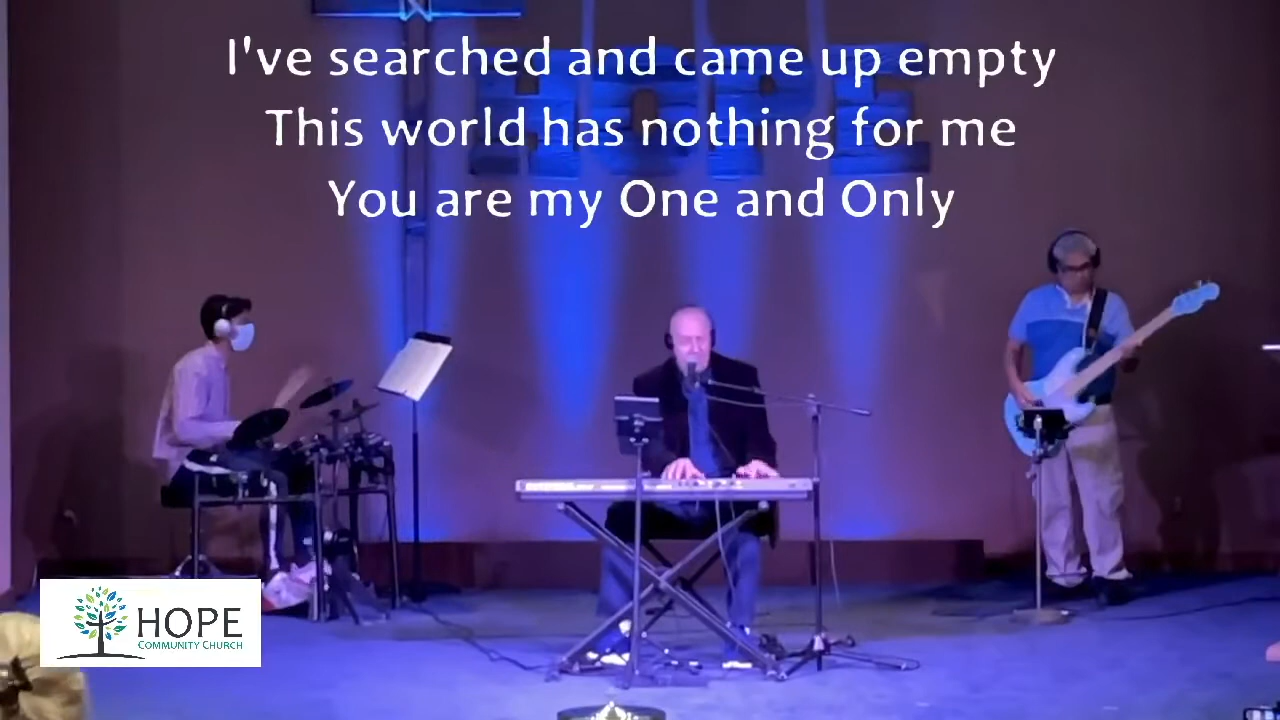 I've searched and came up empty
This world has nothing for me
You are my One and Only
HOPE
HOPE
COMMUNITY CHURCH